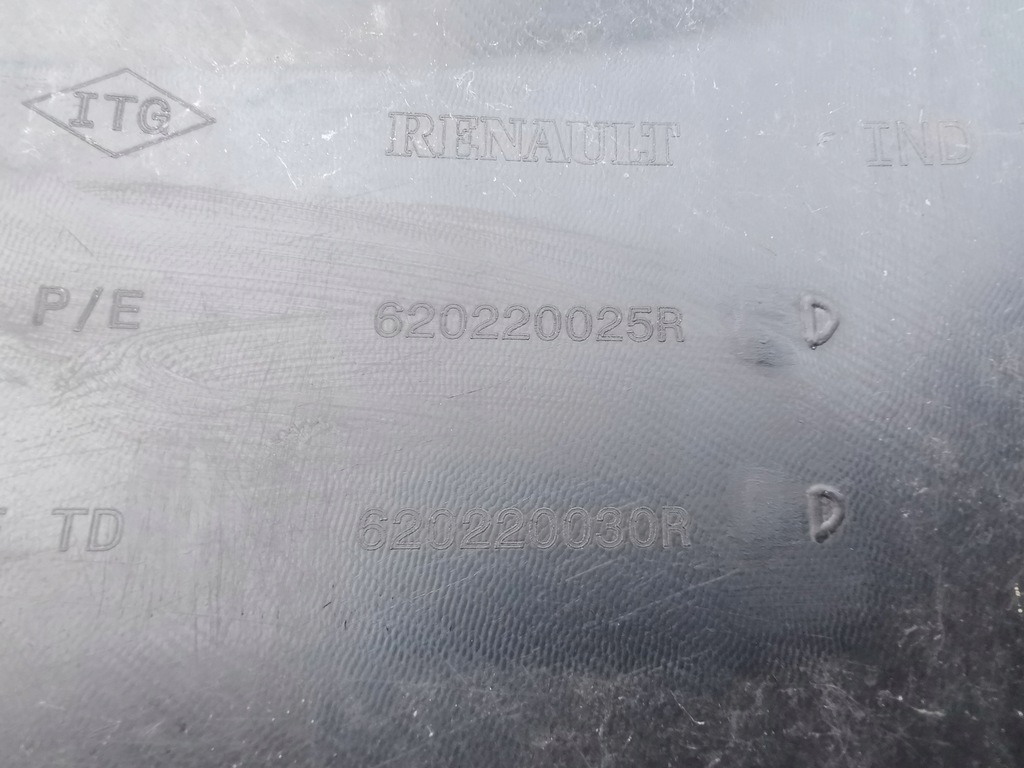 ITG RENAULT IND
P/E 620220025R D
TD 620220030R D